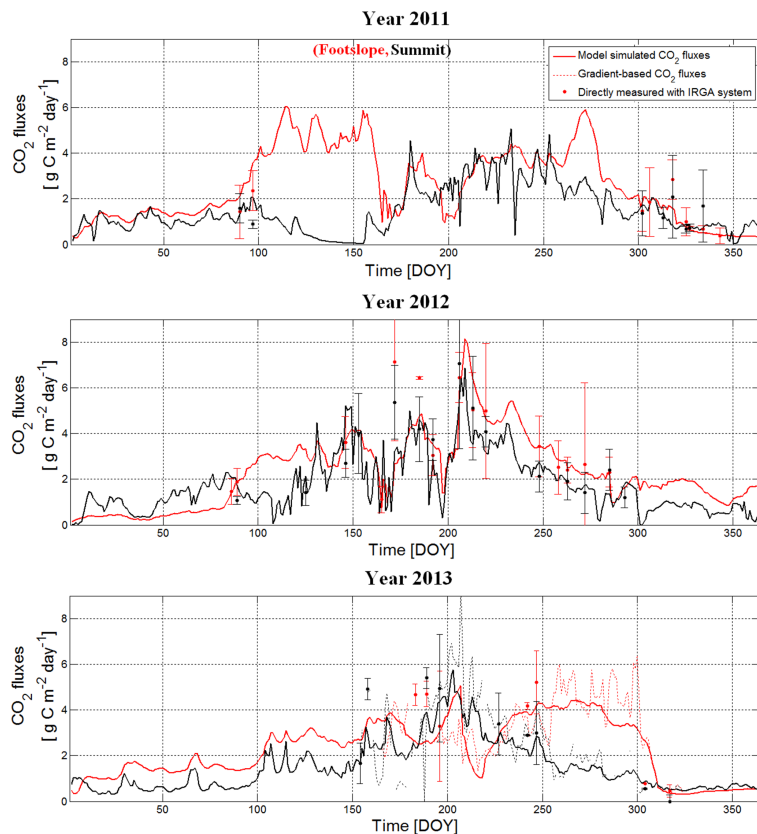 Year 2011
(Footslope, Summit)
Model simulated CO2 fluxes
Gradient-based CO2 fluxes
Directly measured with IRGA system
CO2 fluxes
[ g C m-2 day-1]
8
6
4
2
0
50
100
150
200
250
300
350
Time [DOY]
Year 2012
CO2 fluxes
[ g C m-2 day-1]
8
6
4
2
0
50
100
150
200
250
300
350
Time [DOY]
Year 2013
CO2 fluxes
[ g C m-2 day-1]
8
6
4
2
0
50
100
150
200
250
300
350
Time [DOY]